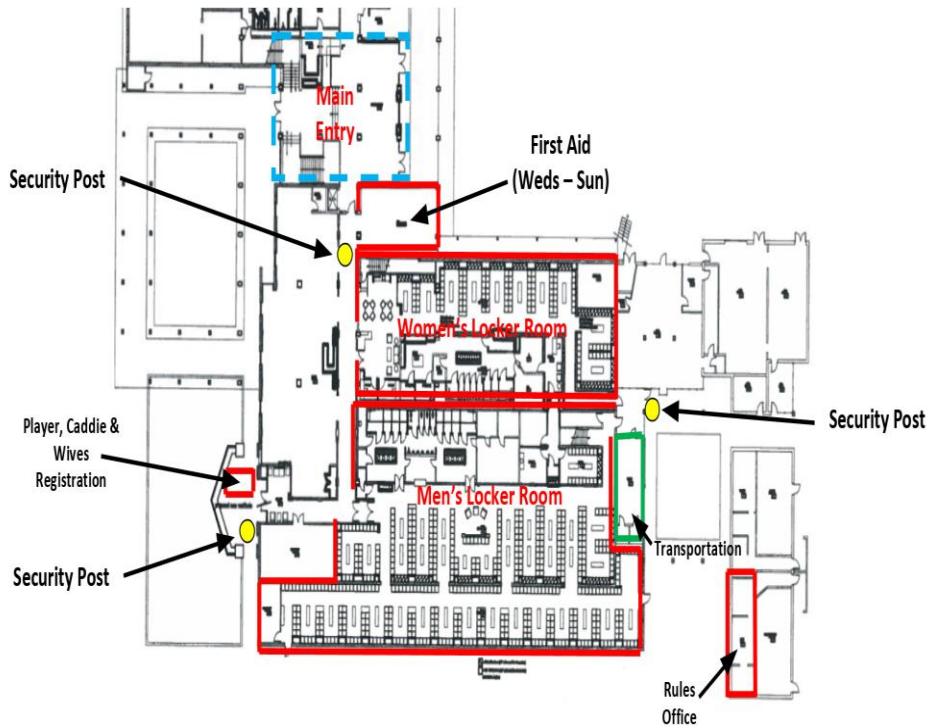 Main
Entry
First Aid
(Weds – Sun)
Security Post
Women's Locker Room
Security Post
Player, Caddie &
Wives
Registration
Men's Locker Room
Transportation
Security Post
Rules
Office